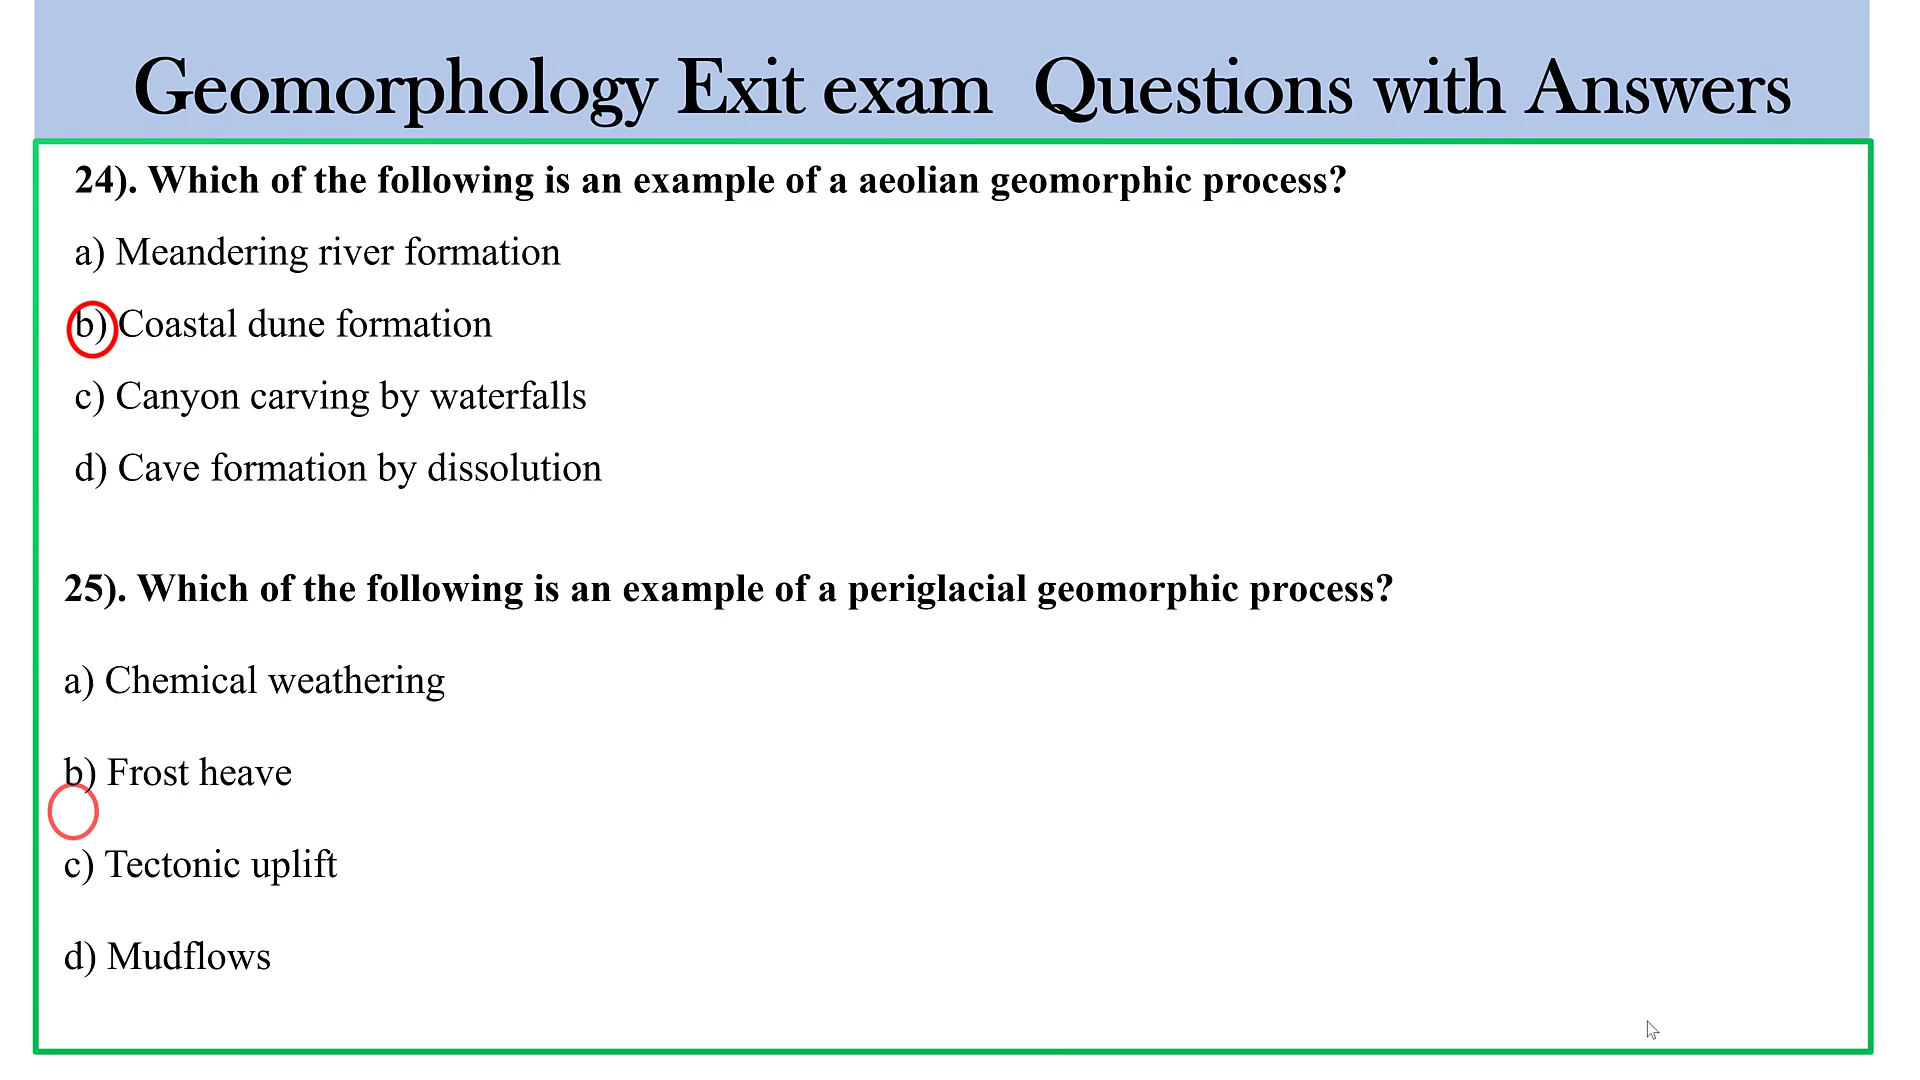 Geomorphology Exit exam Questions with Answers
24). Which of the following is an example of a aeolian geomorphic process?
a) Meandering river formation
b) Coastal dune formation
c) Canyon carving by waterfalls
d) Cave formation by dissolution
25). Which of the following is an example of a periglacial geomorphic process?
a) Chemical weathering
b) Frost heave
c) Tectonic uplift
d) Mudflows